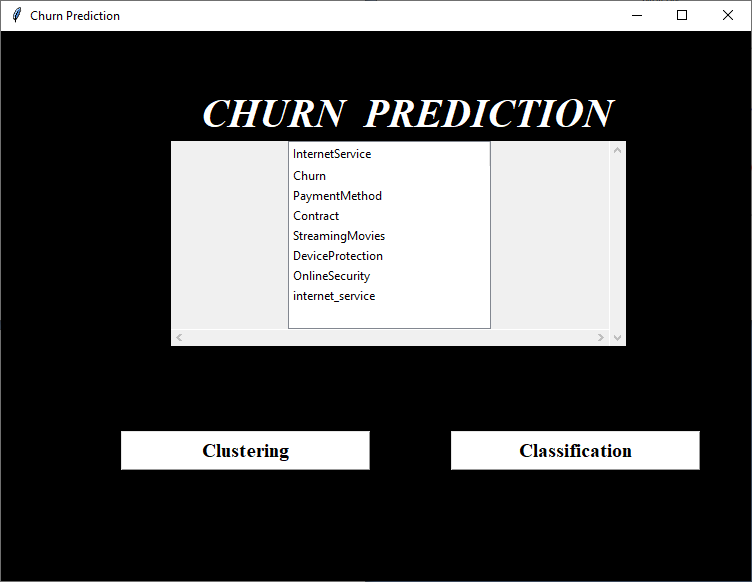 Churn Prediction
CHURN PREDICTION
InternetService
Churn
PaymentMethod
Contract
StreamingMovies
DeviceProtection
OnlineSecurity
internet_service
Clustering
Classification